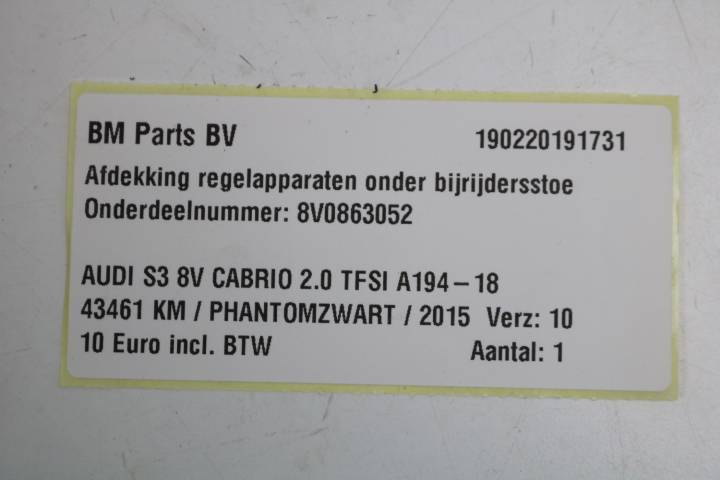 BM Parts BV 190220191731
Afdekking regelapparaten onder bijrijdersstoe
Onderdeelnummer: 8V0863052
AUDI S3 8V CABRIO 2.0 TFSI A194-18
43461 KM / PHANTOMZWART / 2015 Verz: 10
10 Euro incl. BTW Aantal: 1